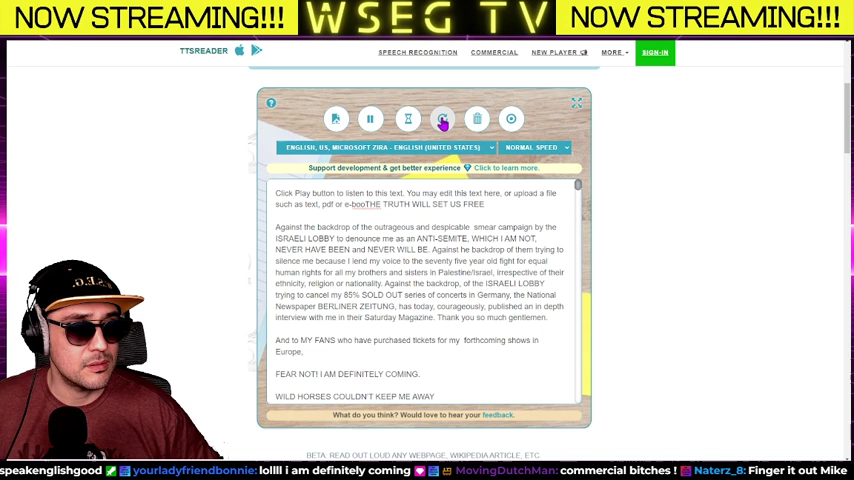 NOW STREAMING!!! WSEG TV NOW STREAMING!!!
TTSREADER SPEECH RECOGNITION COMMERCIAL NEW PLAYER MORE SIGN-IN
?
ENGLISH, US, MICROSOFT ZIRA - ENGLISH (UNITED STATES) NORMAL SPEED
Support development & get better experience Click to learn more.
Click Play button to listen to this text. You may edit this text here, or upload a file
such as text, pdf or e-booTHE TRUTH WILL SET US FREE
Against the backdrop of the outrageous and despicable smear campaign by the
ISRAELI LOBBY to denounce me as an ANTI-SEMITE, WHICH I AM NOT,
NEVER HAVE BEEN and NEVER WILL BE. Against he backdrop of them trying to
silence me because I lend my voice to the seventy five year old fight for equal
human rights for all my brothers and sisters in Palestine/Israel, irrespective of their
ethnicity, religion or nationality. Against the backdrop, of the ISRAELI LOBBY
trying to cancel my 85% SOLD OUT series of concerts in Germany, the National
Newspaper BERLINER ZEITUNG, has today, courageously, published an in depth
interview with me in their Saturday Magazine. Thank you so much gentlemen.
And to MY FANS who have purchased tickets for my forthcoming shows in
Europe,
FEAR NOT! I AM DEFINITELY COMING.
WILD HORSES COULDN'T KEEP ME AWAY
What do you think? Would love to hear your feedback.
W.S.E.G.
BETA: READ OUT LOUD ANY WEBPAGE, WIKIPEDIA ARTICLE, ETC.
speakenglishgood yourladyfriendbonnie: lollll i am definitely coming MovingDutchMan: commercial bitches ! Naterz_8: Finger it out Mike